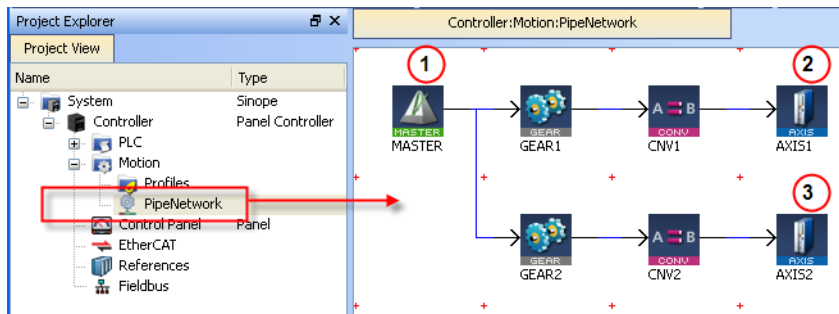 Project Explorer
Project View
Name Type
System Sinope
Controller Panel Controller
PLC
Motion
Profiles
PipeNetwork
Control Panel Panel
EtherCAT
References
Fieldbus
Controller:Motion:PipeNetwork
1
2
MASTER GEAR A B CONV AXIS
MASTER GEAR1 CNV1 AXIS1
3
GEAR A B CONV AXIS
GEAR2 CNV2 AXIS2